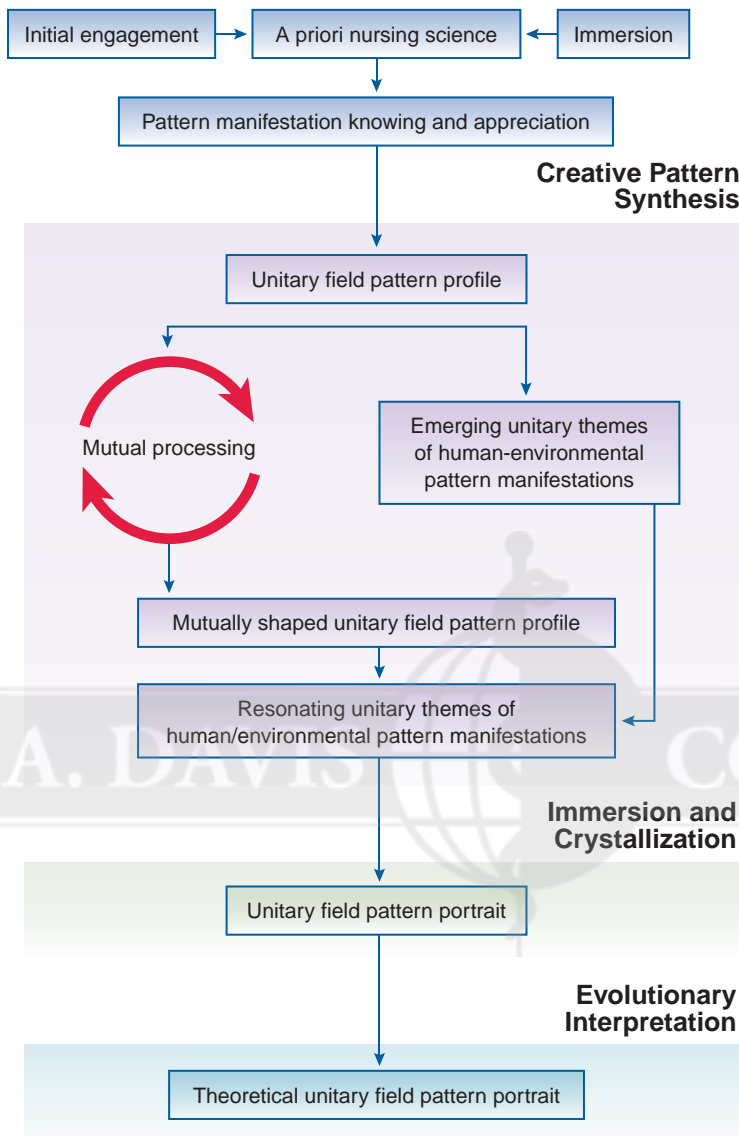 Initial engagement
A priori nursing science
Immersion
Pattern manifestation knowing and appreciation
Creative Pattern
Synthesis
Unitary field pattern profile
Mutual processing
Emerging unitary themes
of human-environmental
pattern manifestations
Mutually shaped unitary field pattern profile
Resonating unitary themes of
human/environmental pattern manifestations
A. DAVIS CO
Immersion and
Crystallization
Unitary field pattern portrait
Evolutionary
Interpretation
Theoretical unitary field pattern portrait